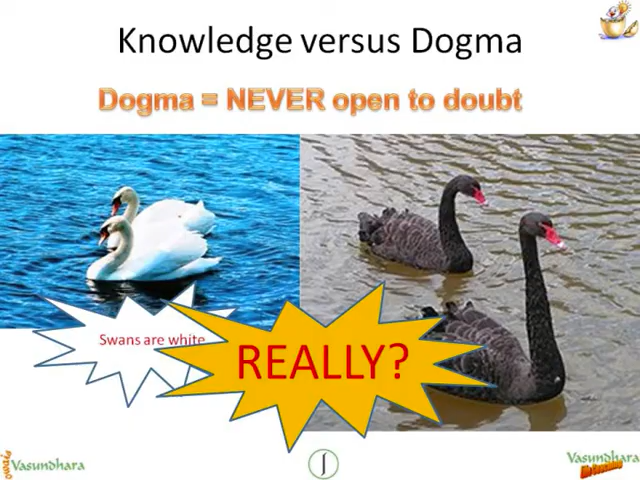 Knowledge versus Dogma
Dogma = NEVER open to doubt
Swans are white
REALLY?
Vasundhara
Vasundhara